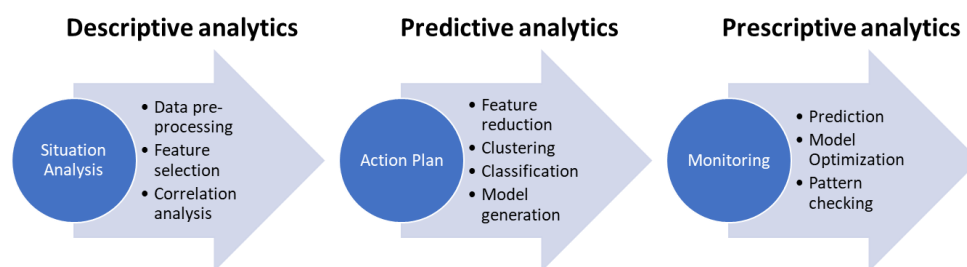 Descriptive analytics
Predictive analytics
Prescriptive analytics
Situation
Analysis
• Data pre-
processing
• Feature
selection
• Correlation
analysis
Action Plan
• Feature
reduction
• Clustering
• Classification
• Model
generation
Monitoring
• Prediction
• Model
Optimization
• Pattern
checking